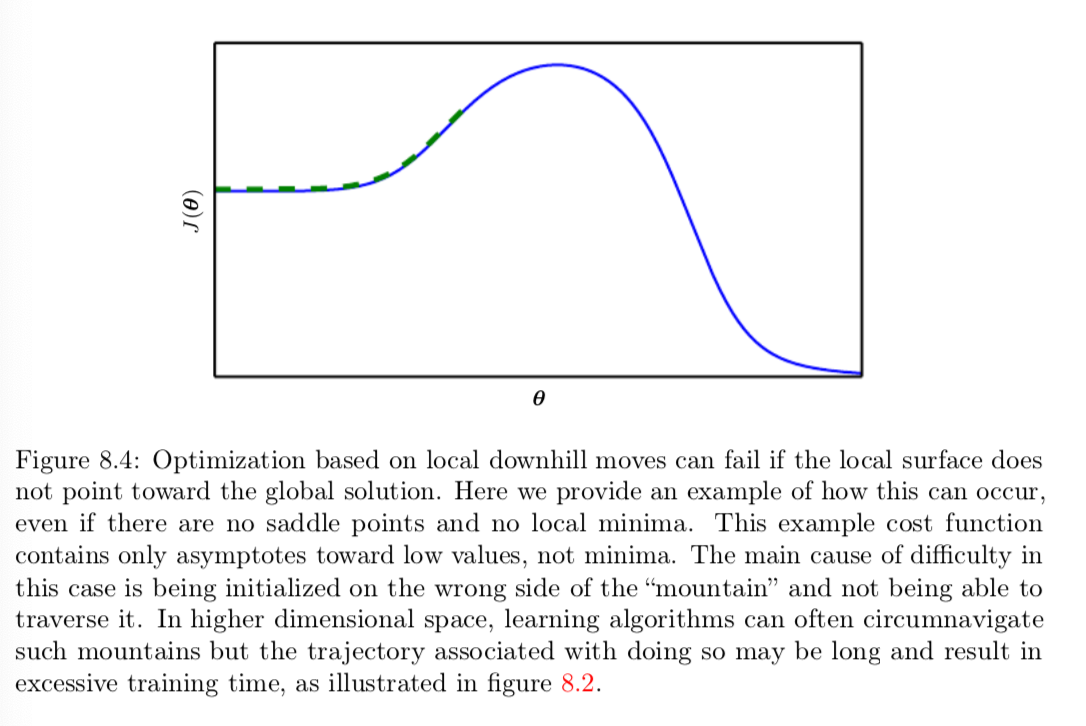 J(θ)
θ
Figure 8.4: Optimization based on local downhill moves can fail if the local surface does
not point toward the global solution. Here we provide an example of how this can occur,
even if there are no saddle points and no local minima. This example cost function
contains only asymptotes toward low values, not minima. The main cause of difficulty in
this case is being initialized on the wrong side of the “mountain” and not being able to
traverse it. In higher dimensional space, learning algorithms can often circumnavigate
such mountains but the trajectory associated with doing so may be long and result in
excessive training time, as illustrated in figure 8.2.